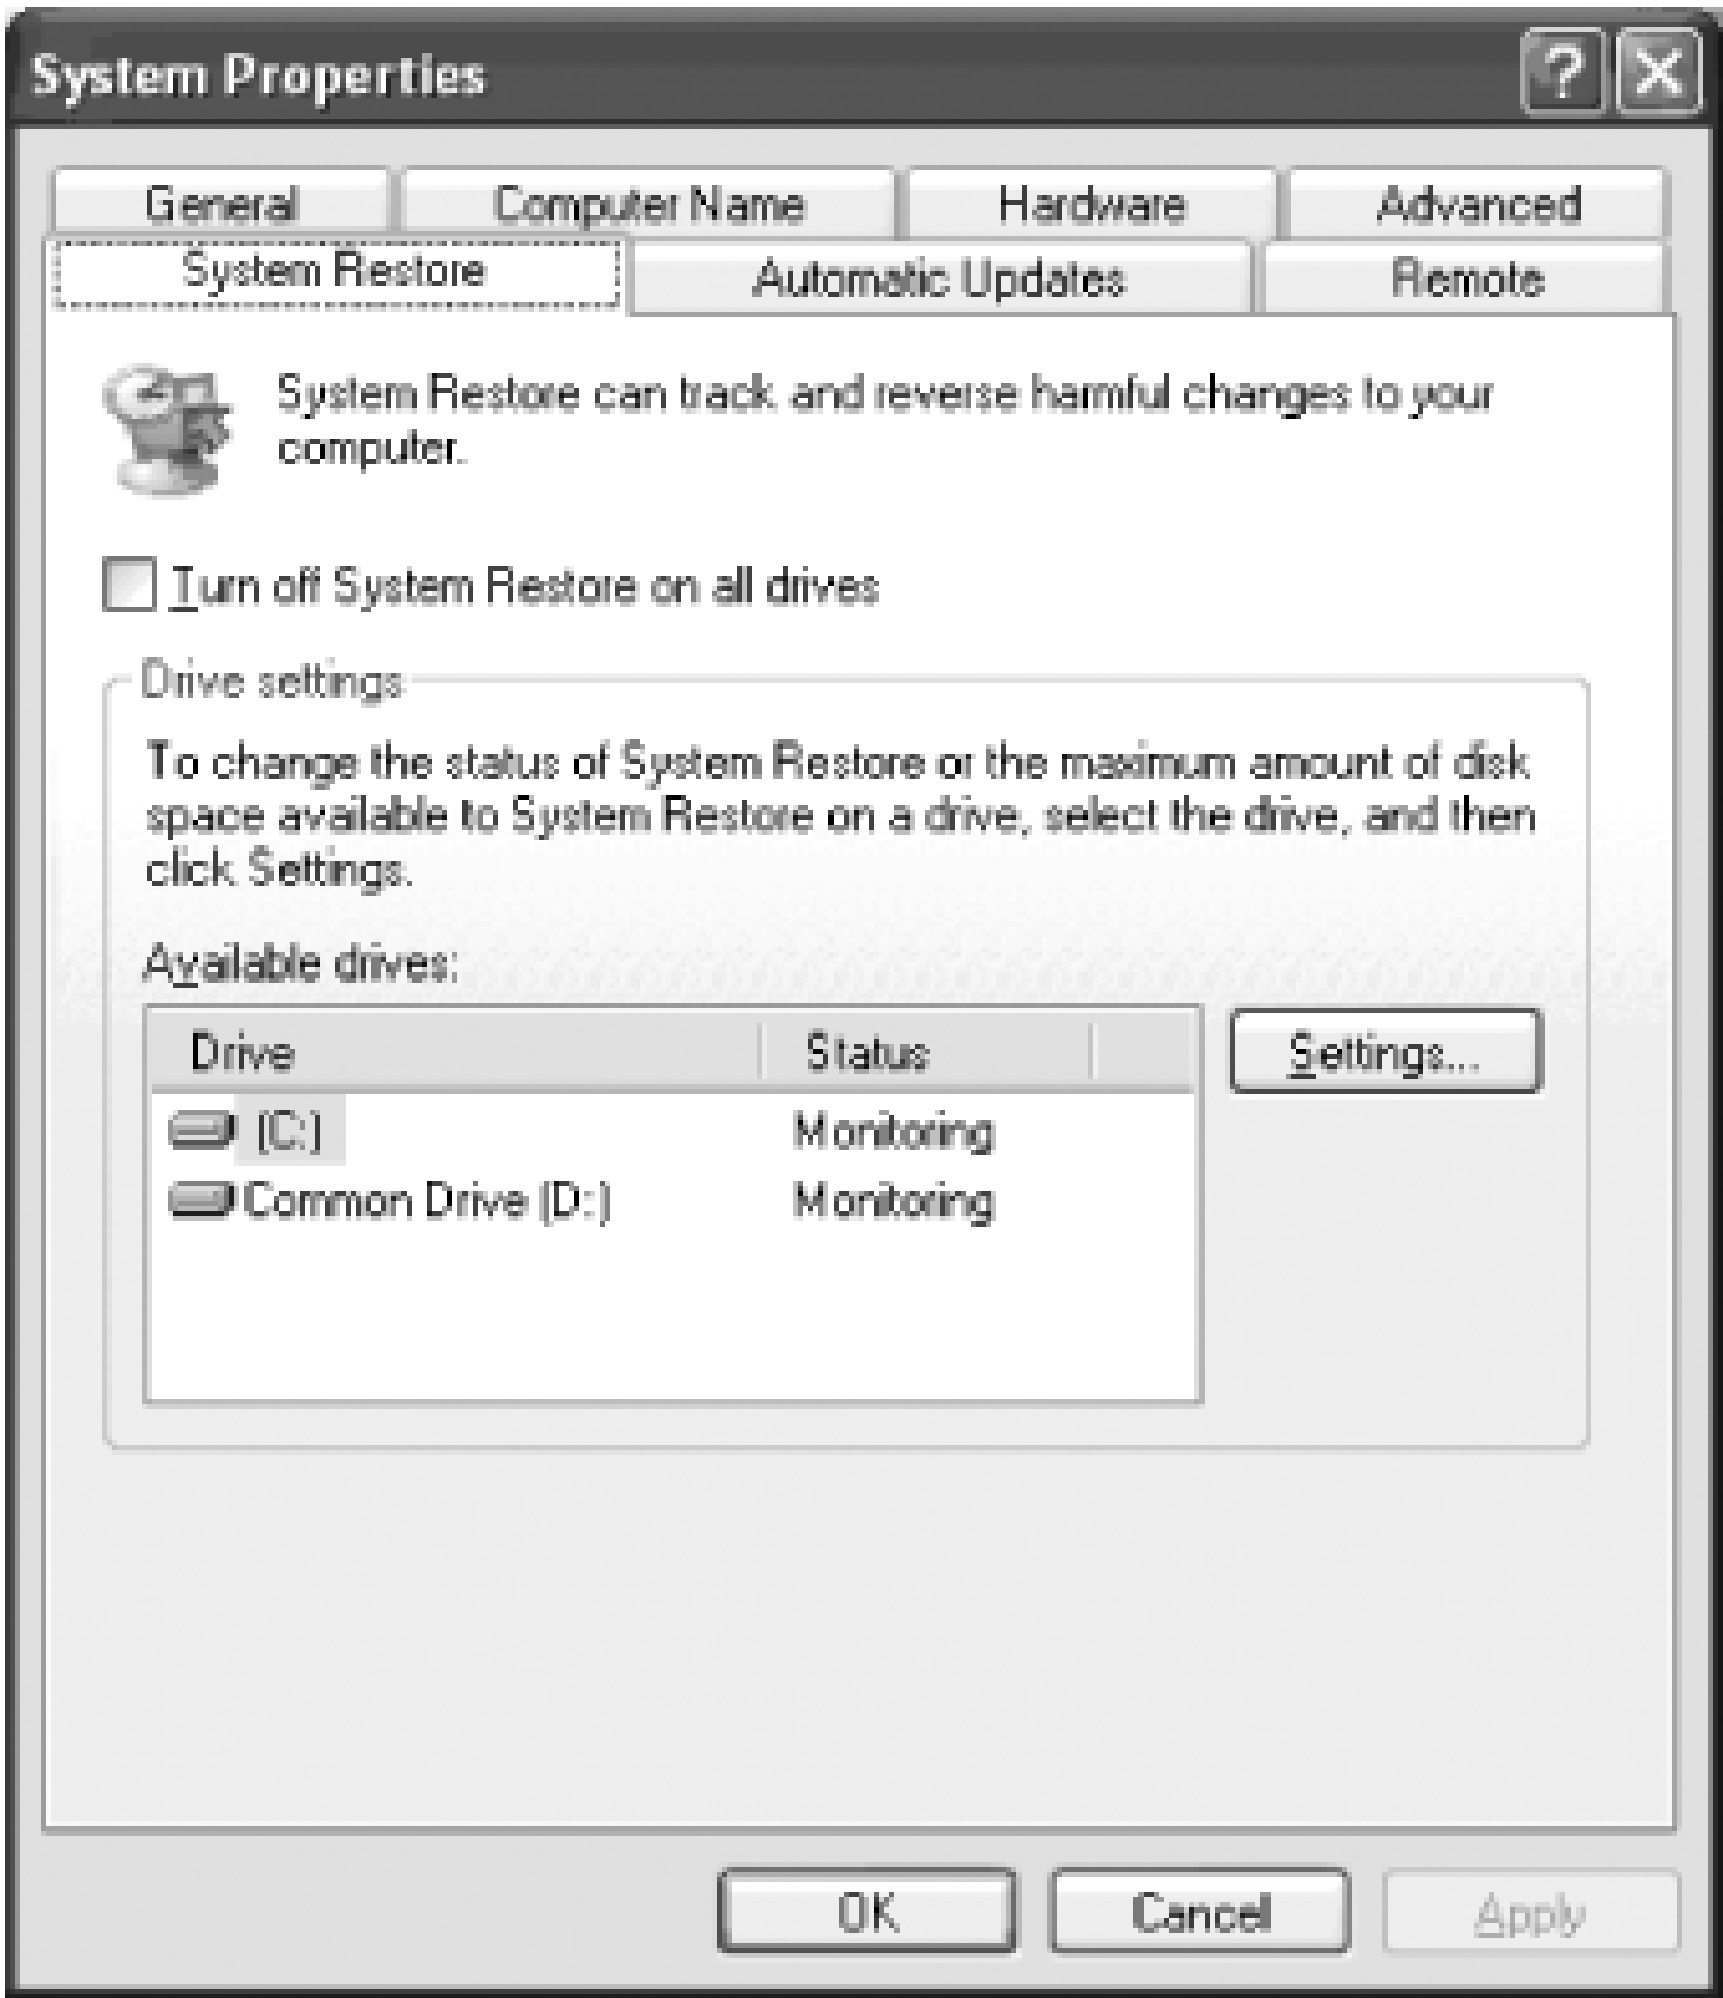 System Properties
General Computer Name Hardware Advanced
System Restore Automatic Updates Remote
System Restore can track and reverse harmful changes to your
computer.
Turn off System Restore on all drives
Drive settings
To change the status of System Restore or the maximum amount of disk
space available to System Restore on a drive, select the drive, and then
click Settings.
Available drives:
Drive Status Settings...
(C:) Monitoring
Common Drive (D:) Monitoring
OK Cancel Apply